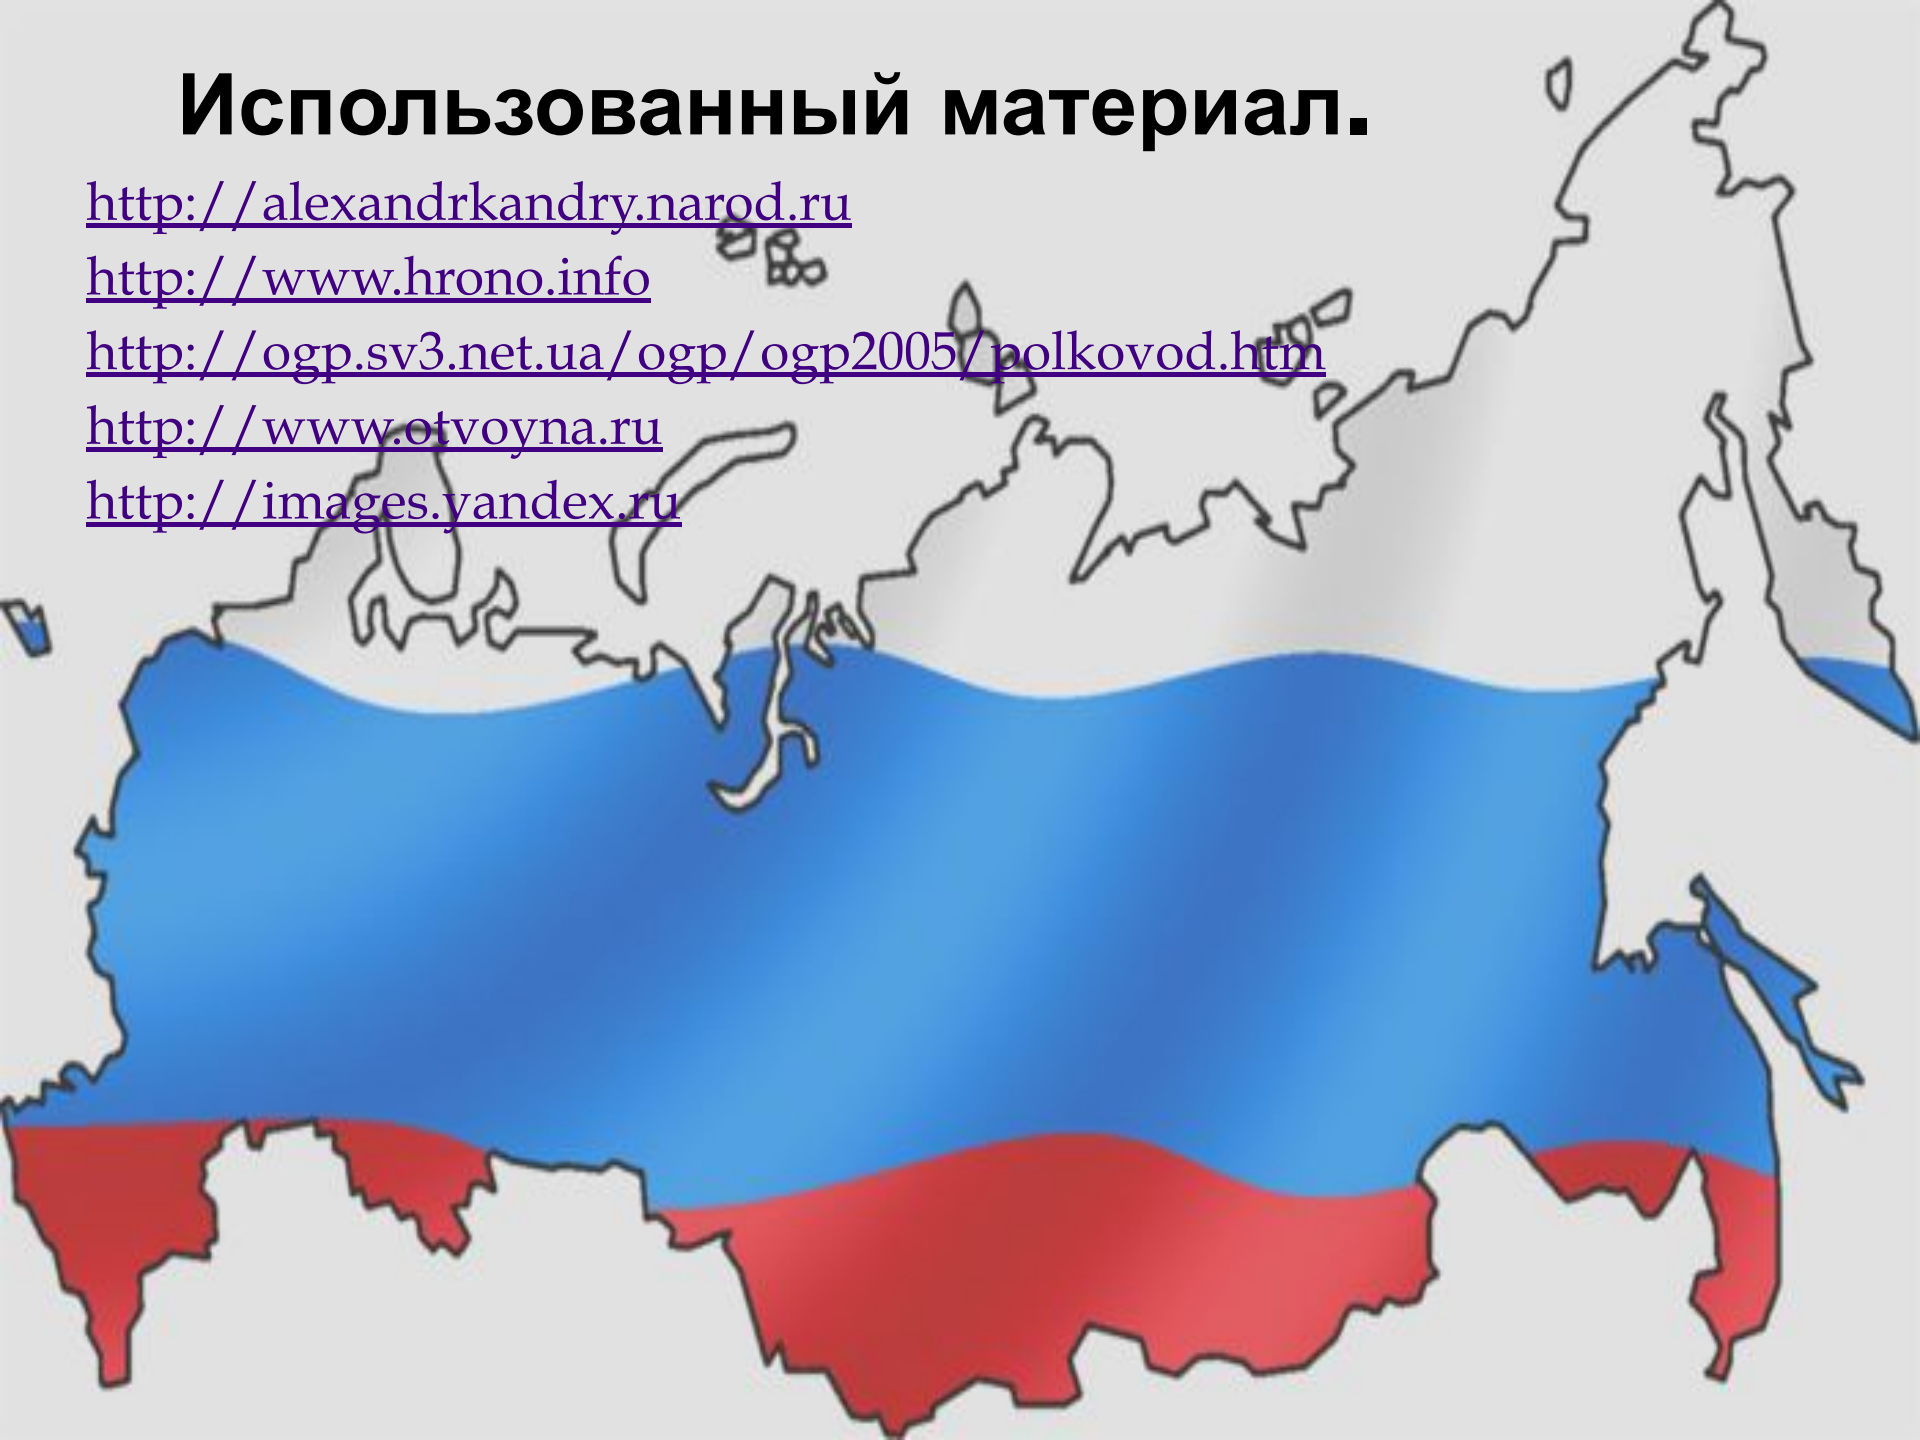 Использованный материал.
http://alexandrkandry.narod.ru
http://www.hrono.info
http://ogp.sv3.net.ua/ogp/ogp2005/polkovod.htm
http://www.otvoyna.ru
http://images.yandex.ru